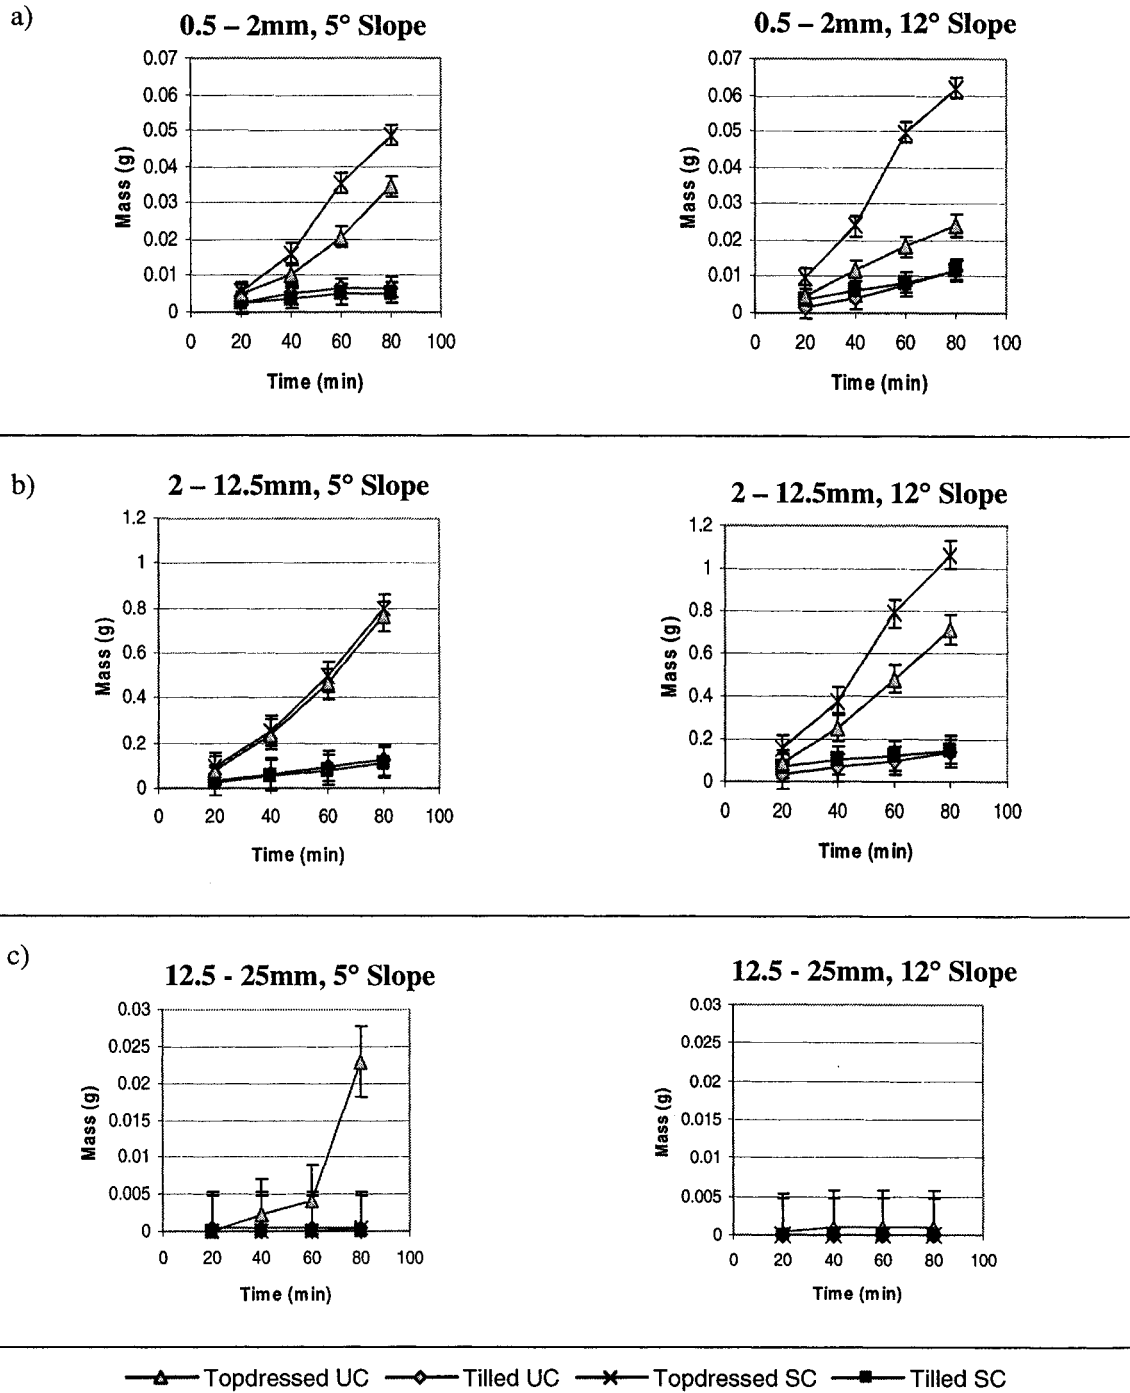 a)
0.5 – 2mm, 5° Slope
0.07
0.06
0.05
0.04
0.03
0.02
0.01
0
Mass (g)
0 20 40 60 80 100
Time (min)
0.5 – 2mm, 12° Slope
0.07
0.06
0.05
0.04
0.03
0.02
0.01
0
Mass (g)
0 20 40 60 80 100
Time (min)
b)
2 – 12.5mm, 5° Slope
1.2
1
0.8
0.6
0.4
0.2
0
Mass (g)
0 20 40 60 80 100
Time (min)
2 – 12.5mm, 12° Slope
1.2
1
0.8
0.6
0.4
0.2
0
Mass (g)
0 20 40 60 80 100
Time (min)
c)
12.5 - 25mm, 5° Slope
0.03
0.025
0.02
0.015
0.01
0.005
0
Mass (g)
0 20 40 60 80 100
Time (min)
12.5 - 25mm, 12° Slope
0.03
0.025
0.02
0.015
0.01
0.005
0
Mass (g)
0 20 40 60 80 100
Time (min)
Topdressed UC Tilled UC Topdressed SC Tilled SC